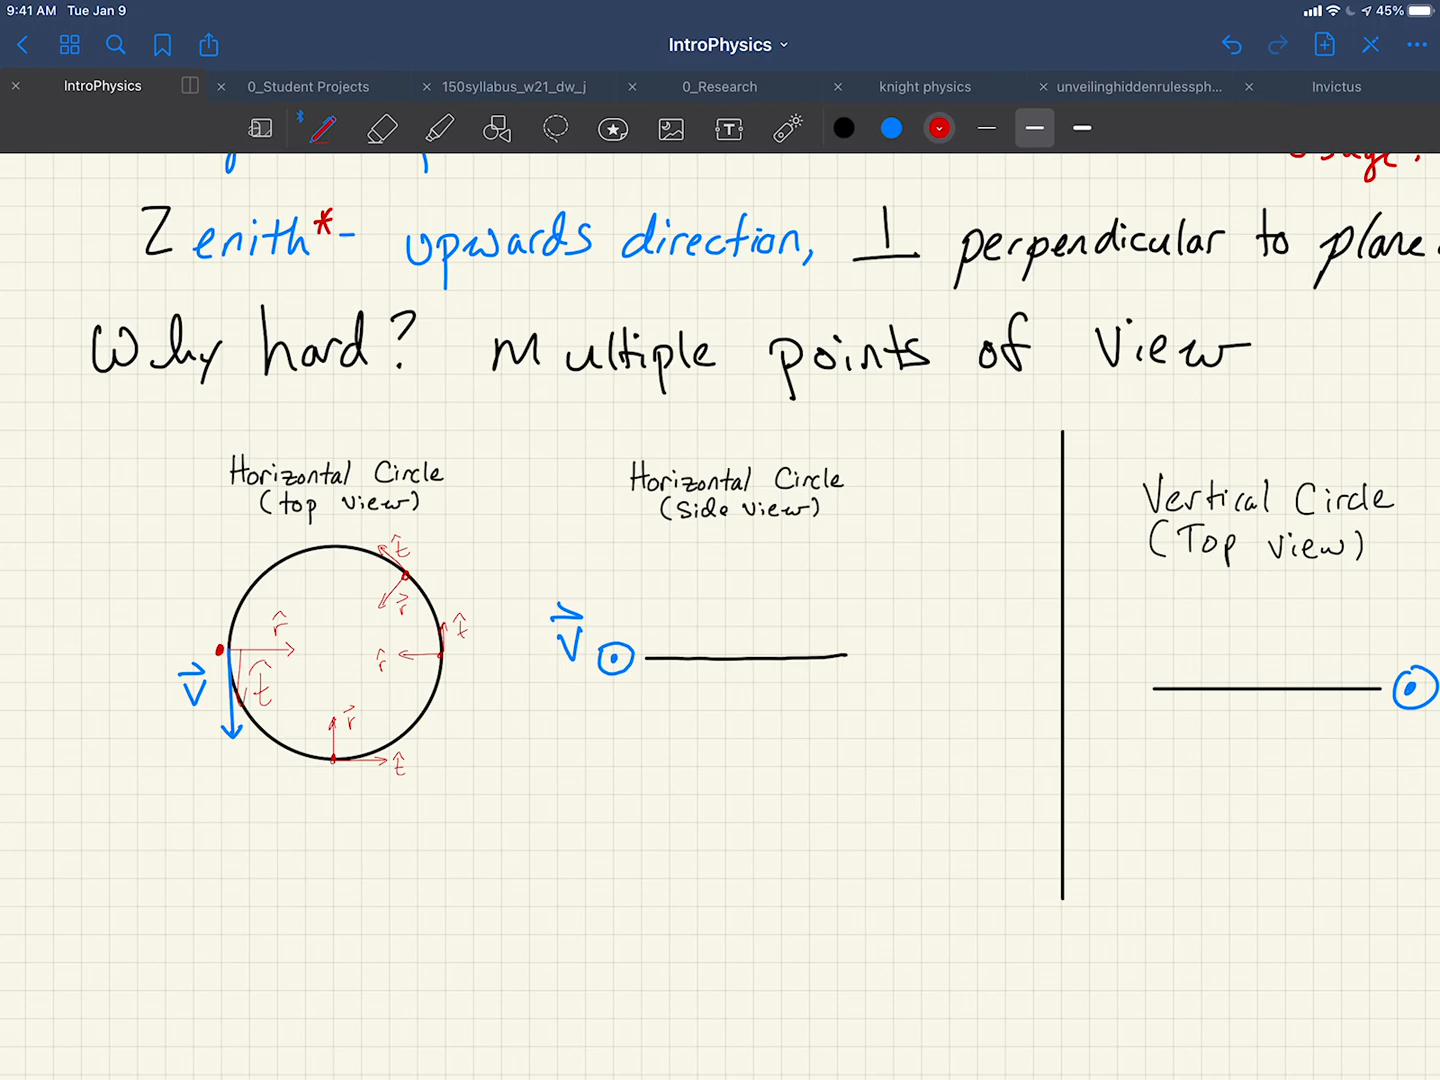 9:41 AM Tue Jan 9
45%
IntroPhysics
IntroPhysics
0_Student Projects
150syllabus_w21_dw_j
0_Research
knight physics
unveilinghiddenrulessph...
Invictus
Zenith*- upwards direction, ⊥ perpendicular to plane.
Why hard? Multiple points of view
Horizontal Circle
(top view)
Horizontal Circle
(side view)
Vertical Circle
(Top view)
t̂
r⃗
r̂
t̂
r̂
t̂
v⃗
r⃗
t̂
v⃗